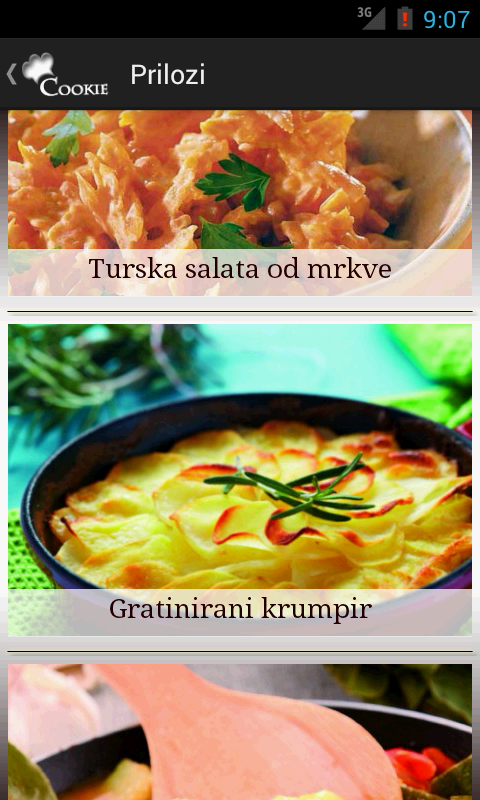 3G
9:07
COOKIE
Prilozi
Turska salata od mrkve
Gratinirani krumpir